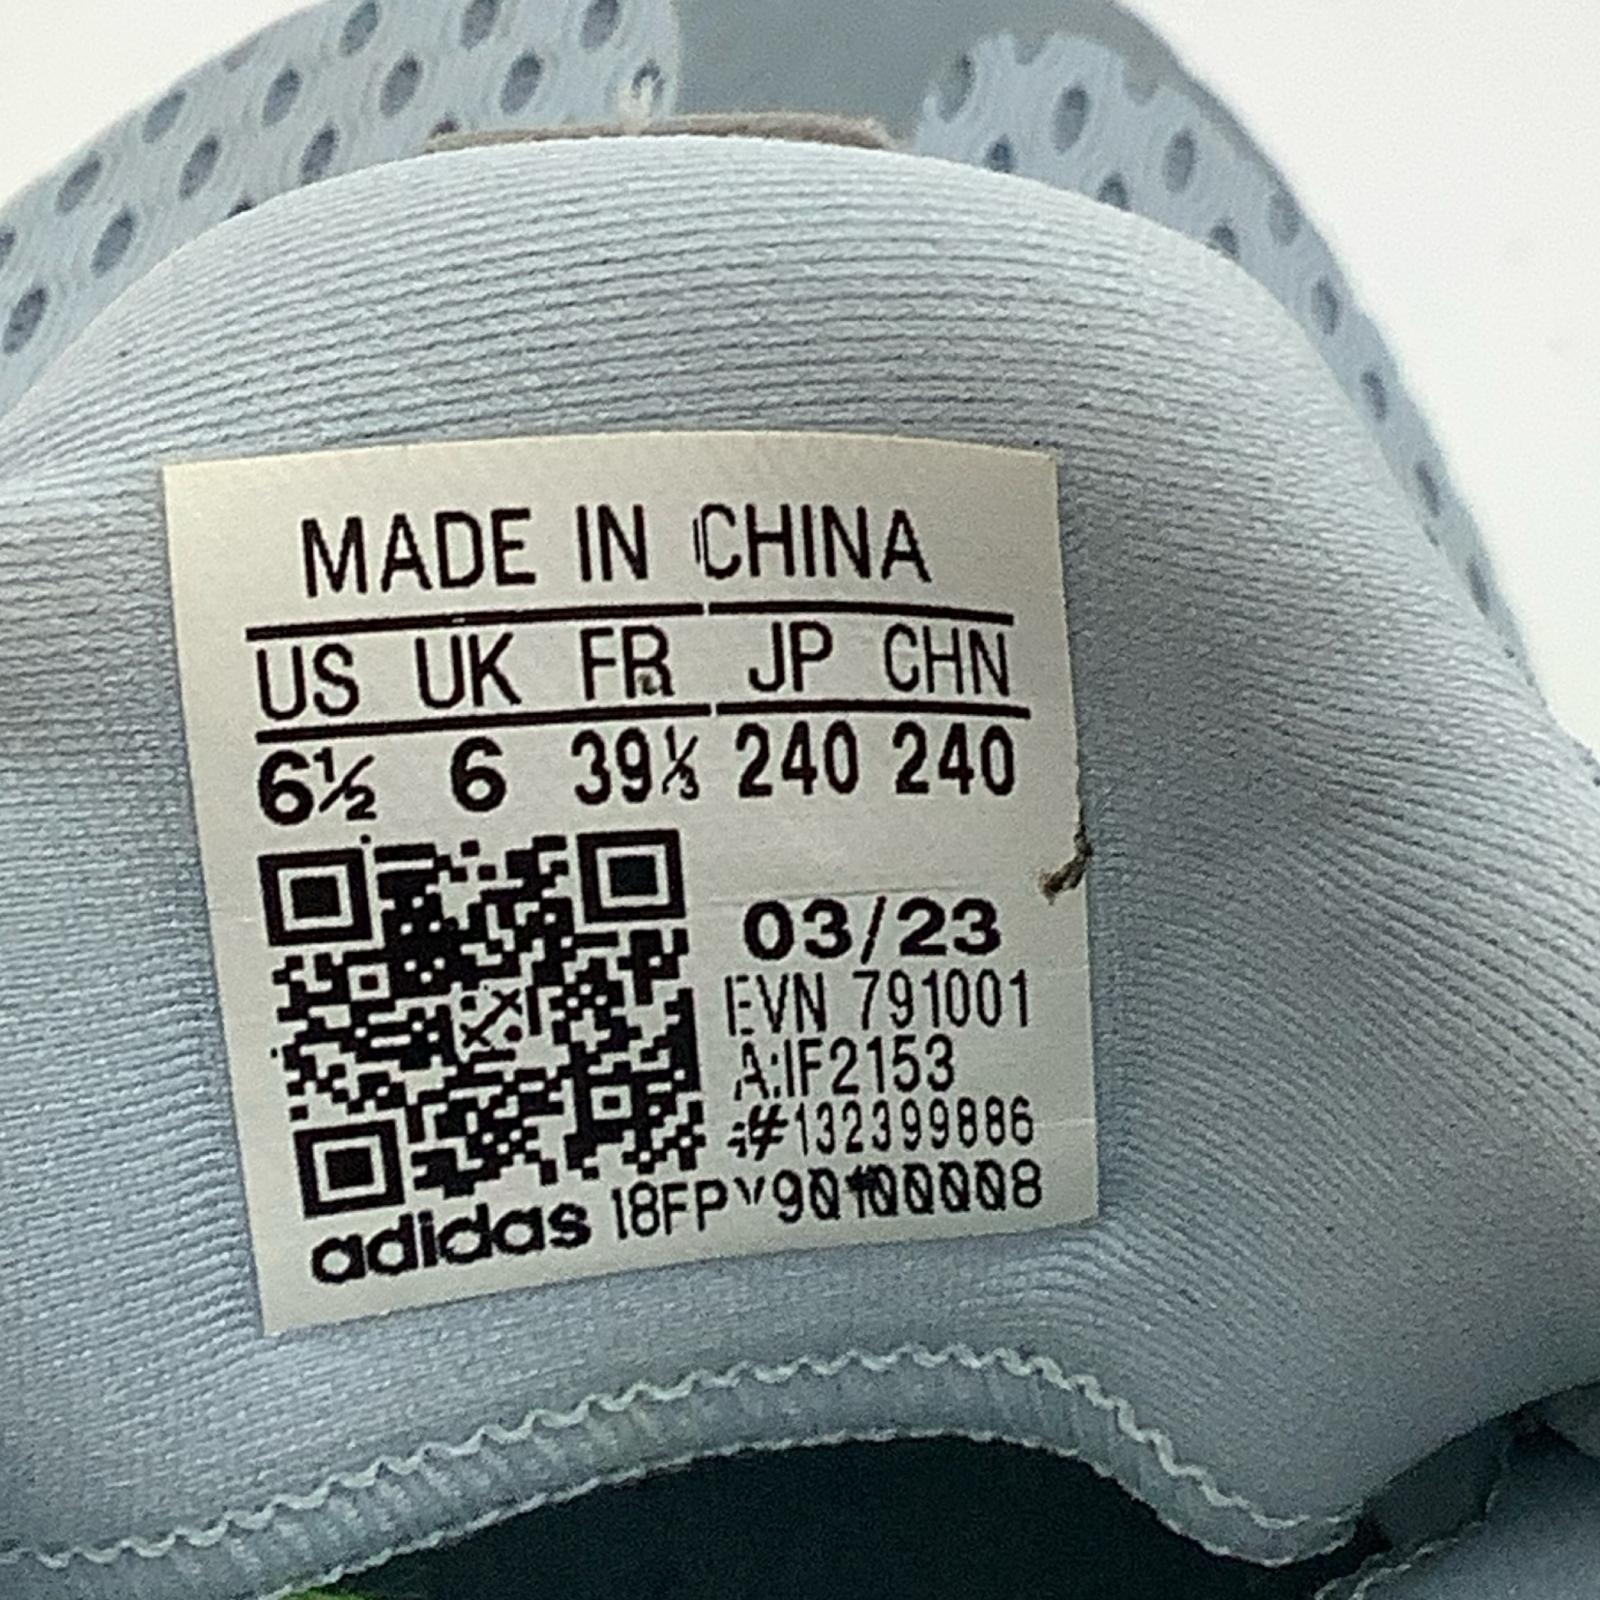 MADE IN CHINA
US UK FR JP CHN
6½ 6 39⅓ 240 240
03/23
EVN 791001
A:IF2153
#132399886
adidas